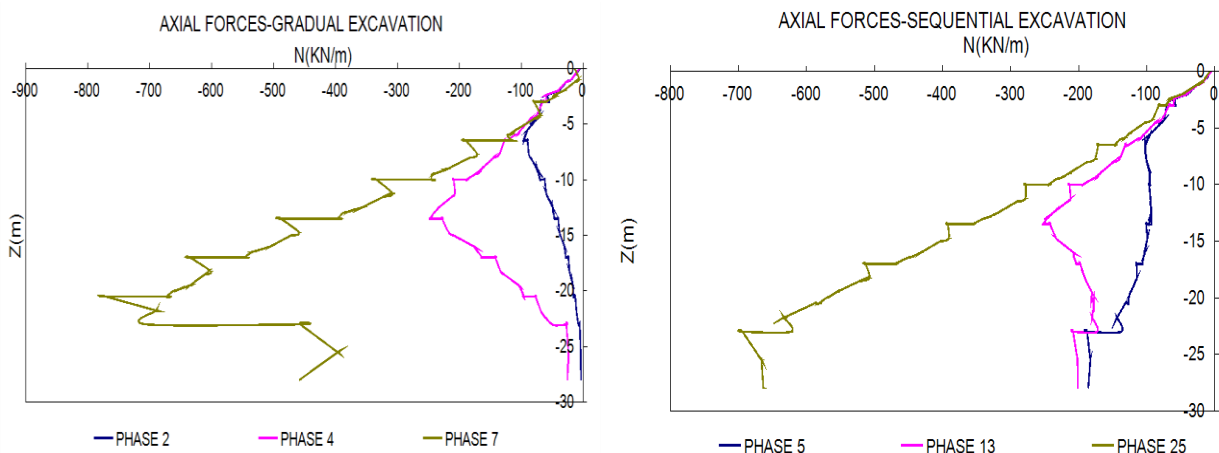 AXIAL FORCES-GRADUAL EXCAVATION
N(KN/m)
-900 -800 -700 -600 -500 -400 -300 -200 -100 0
0
-5
-10
-15
-20
-25
-30
Z(m)
PHASE 2 PHASE 4 PHASE 7
AXIAL FORCES-SEQUENTIAL EXCAVATION
N(KN/m)
-800 -700 -600 -500 -400 -300 -200 -100 0
0
-5
-10
-15
-20
-25
-30
Z(m)
PHASE 5 PHASE 13 PHASE 25